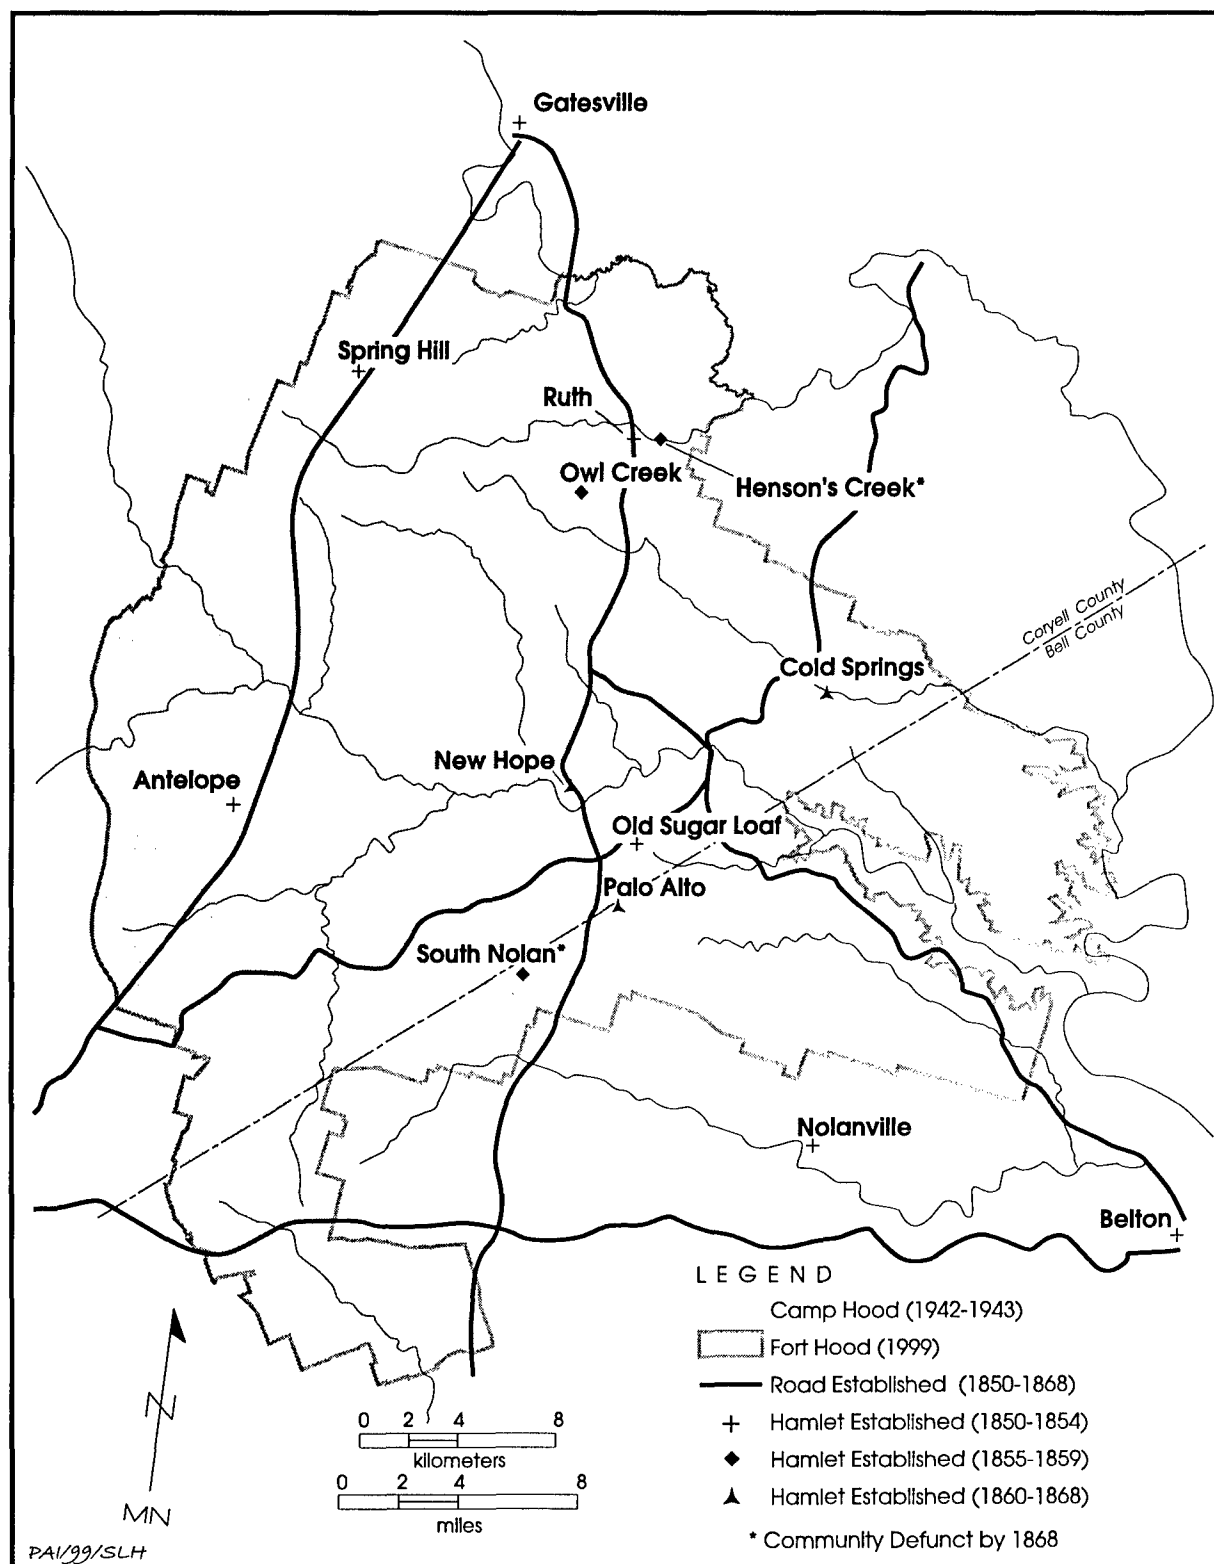 Gatesville
Spring Hill
Ruth
Owl Creek
Henson's Creek*
Coryell County
Bell County
Cold Springs
New Hope
Antelope
Old Sugar Loaf
Palo Alto
South Nolan*
Nolanville
Belton
LEGEND
Camp Hood (1942-1943)
Fort Hood (1999)
Road Established (1850-1868)
Hamlet Established (1850-1854)
Hamlet Established (1855-1859)
Hamlet Established (1860-1868)
* Community Defunct by 1868
N
MN
0 2 4 8
kilometers
0 2 4 8
miles
PAI/99/SLH